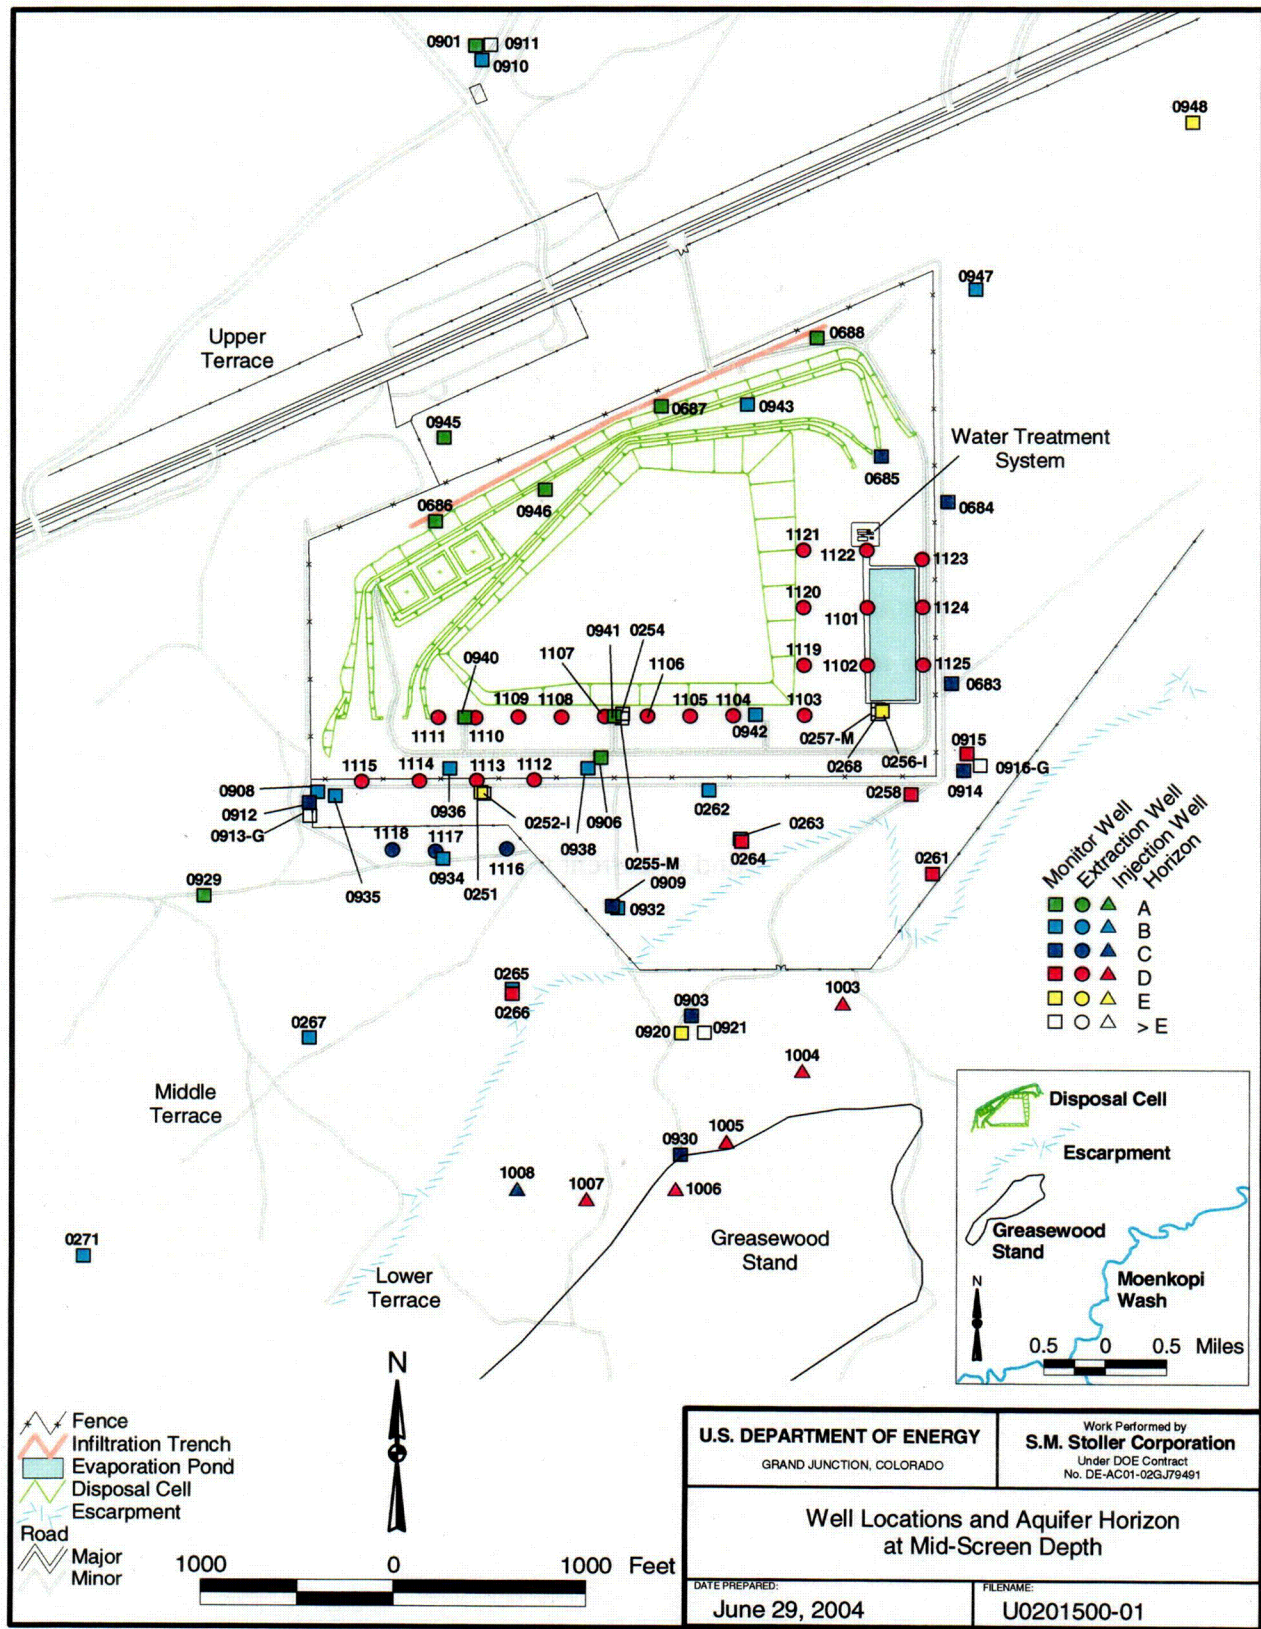 0901
0911
0910
0948
0947
Upper
Terrace
0688
0687
0943
0945
Water Treatment
System
0685
0686
0946
0684
1121
1122
1123
1120
1101
1124
0941
0254
1107
1106
1119
1102
1125
0940
0683
1109
1108
1105
1104
1103
1111
1110
0942
0257-M
0268
0256-I
0915
0916-G
0914
1115
1114
1113
1112
0908
0912
0913-G
0936
0252-I
0906
0262
0258
0938
0263
0264
1118
1117
1116
0934
0255-M
0909
0261
0929
0935
0251
0932
Monitor Well
Extraction Well
Injection Well
Horizon
A
B
C
D
E
> E
0265
0266
0903
1003
0267
0920
0921
1004
Middle
Terrace
1005
0930
1008
1007
1006
0271
Greasewood
Stand
Lower
Terrace
Disposal Cell
Escarpment
Greasewood
Stand
Moenkopi
Wash
N
0.5 0 0.5 Miles
N
Fence
Infiltration Trench
Evaporation Pond
Disposal Cell
Escarpment
Road
Major
Minor
1000 0 1000 Feet
U.S. DEPARTMENT OF ENERGY
GRAND JUNCTION, COLORADO
Work Performed by
S.M. Stoller Corporation
Under DOE Contract
No. DE-AC01-02GJ79491
Well Locations and Aquifer Horizon
at Mid-Screen Depth
DATE PREPARED:
June 29, 2004
FILENAME:
U0201500-01